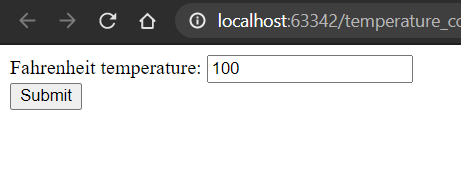 localhost:63342/temperature_co
Fahrenheit temperature: 100
Submit